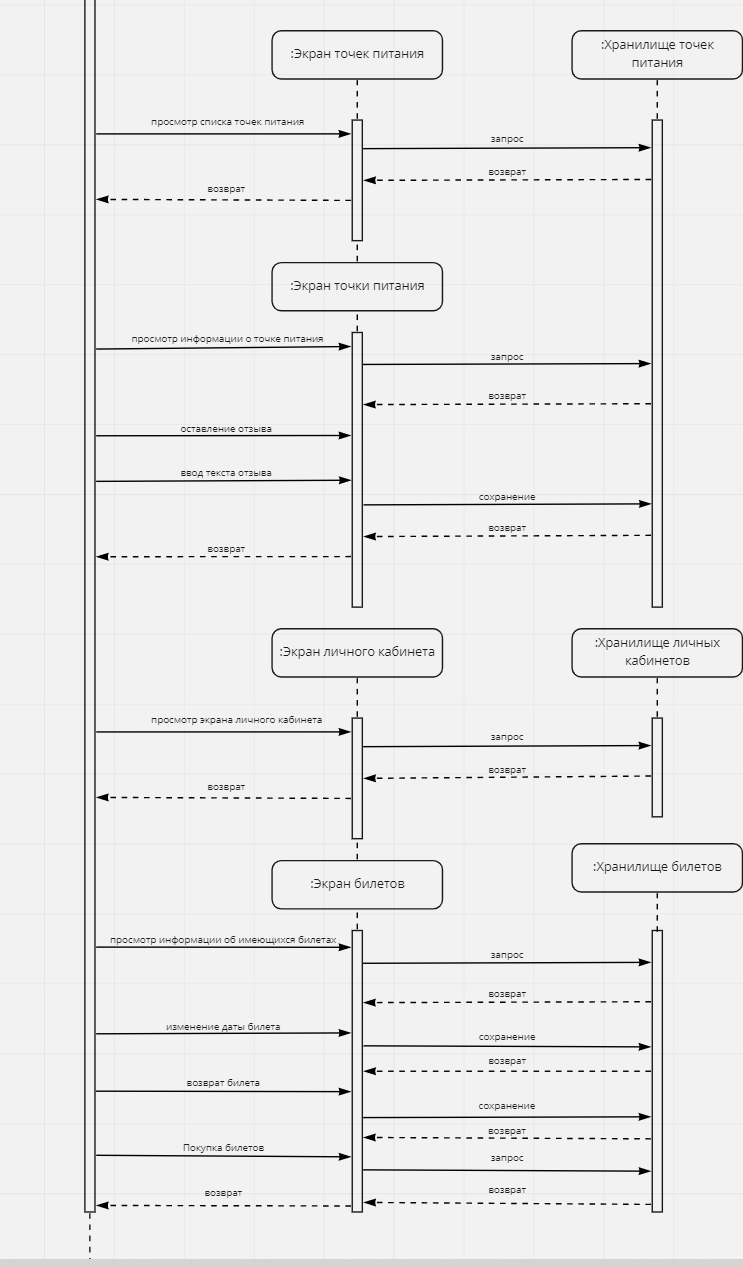 :Экран точек питания
:Хранилище точек
питания
просмотр списка точек питания
запрос
возврат
возврат
:Экран точки питания
просмотр информации о точке питания
запрос
возврат
оставление отзыва
ввод текста отзыва
сохранение
возврат
возврат
:Экран личного кабинета
:Хранилище личных
кабинетов
просмотр экрана личного кабинета
запрос
возврат
возврат
:Экран билетов
:Хранилище билетов
просмотр информации об имеющихся билетах
запрос
возврат
изменение даты билета
сохранение
возврат
возврат билета
сохранение
возврат
Покупка билетов
запрос
возврат
возврат